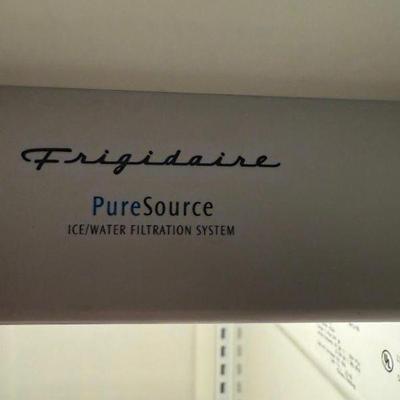 Frigidaire
PureSource
ICE/WATER FILTRATION SYSTEM